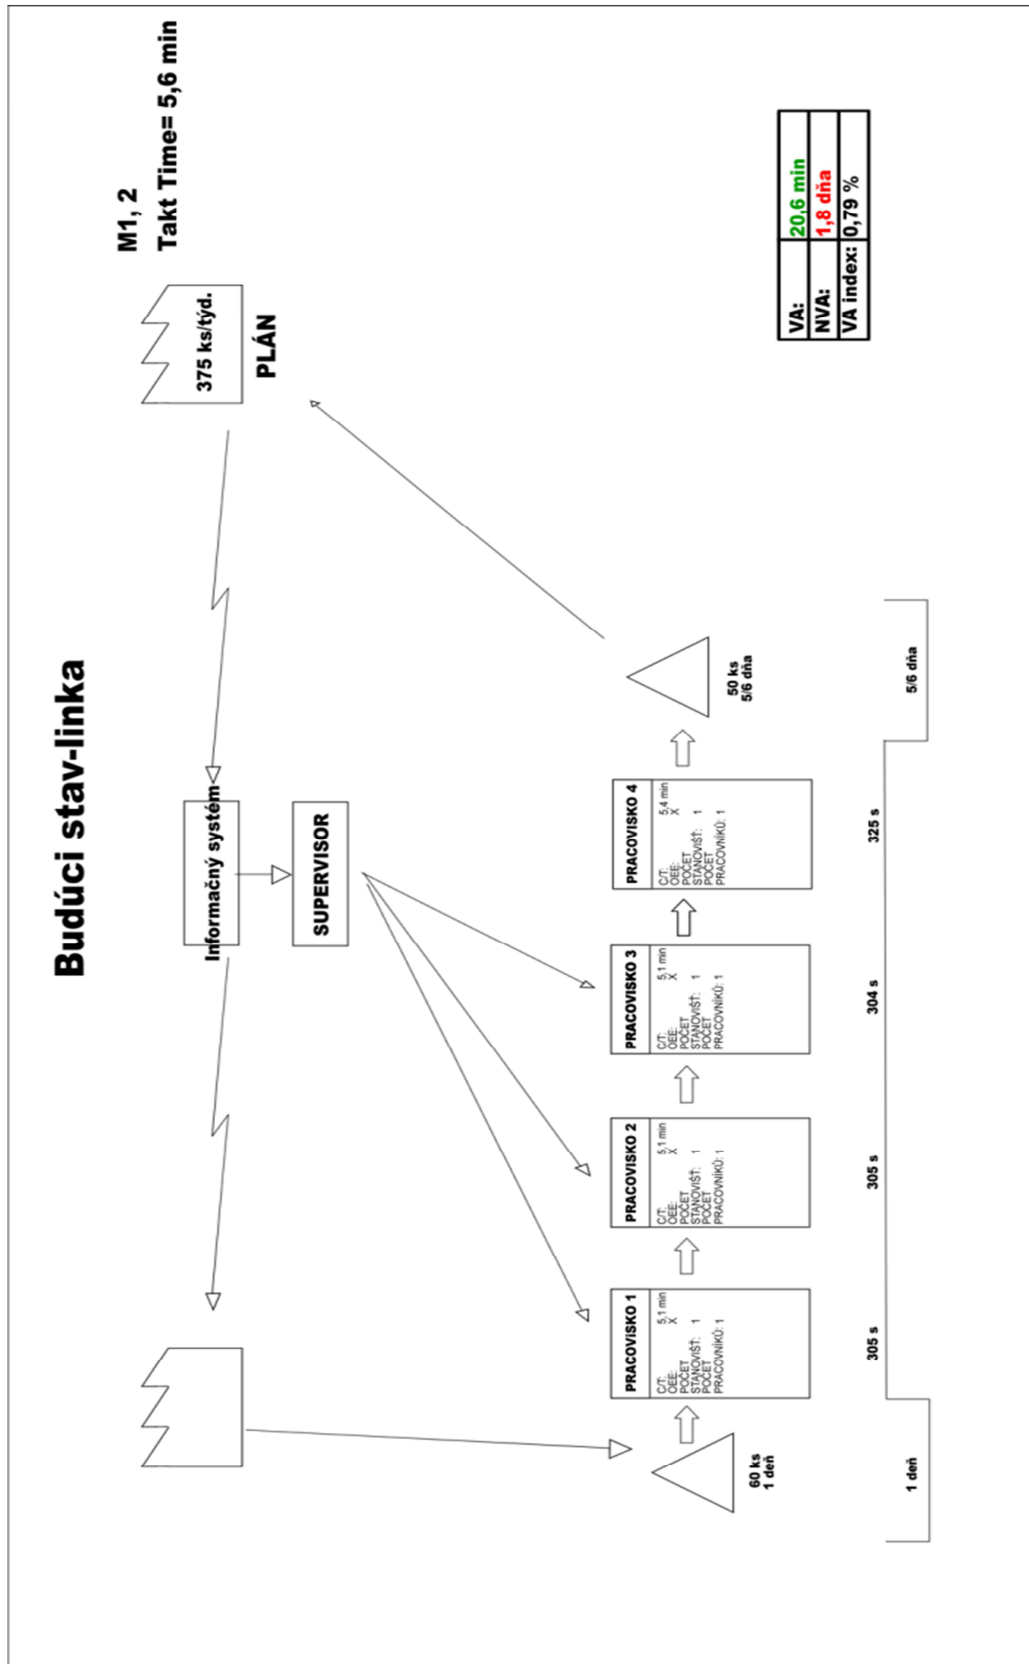 Budúci stav-linka
M1, 2
Takt Time= 5,6 min
375 ks/týd.
PLÁN
Informačný systém
SUPERVISOR
PRACOVISKO 1
C/T: 5,1 min
OEE: X
POČET
STANOVIŠŤ: 1
POČET
PRACOVNÍKŮ: 1
PRACOVISKO 2
C/T: 5,1 min
OEE: X
POČET
STANOVIŠŤ: 1
POČET
PRACOVNÍKŮ: 1
PRACOVISKO 3
C/T: 5,1 min
OEE: X
POČET
STANOVIŠŤ: 1
POČET
PRACOVNÍKŮ: 1
PRACOVISKO 4
C/T: 5,4 min
OEE: X
POČET
STANOVIŠŤ: 1
POČET
PRACOVNÍKŮ: 1
60 ks
1 deň
50 ks
5/6 dňa
1 deň
305 s
305 s
304 s
325 s
5/6 dňa
VA: 20,6 min
NVA: 1,8 dňa
VA index: 0,79 %